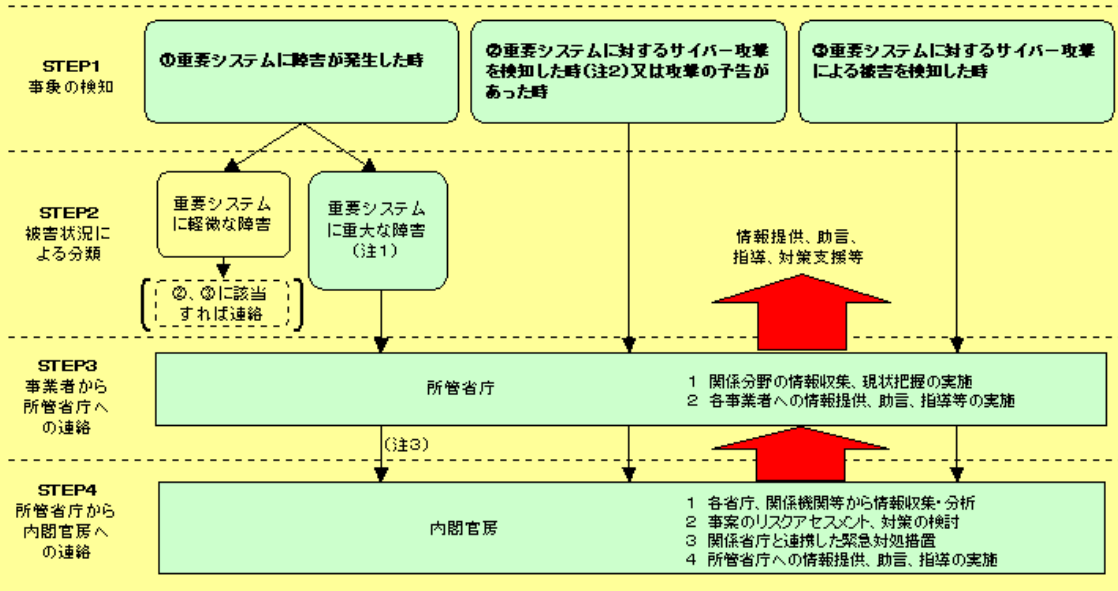 STEP1
事象の検知
①重要システムに障害が発生した時
②重要システムに対するサイバー攻撃
を検知した時(注2)又は攻撃の予告が
あった時
③重要システムに対するサイバー攻撃
による被害を検知した時
STEP2
被害状況に
よる分類
重要システム
に軽微な障害
②、③に該当
すれば連絡
重要システム
に重大な障害
(注1)
情報提供、助言、
指導、対策支援等
STEP3
事業者から
所管省庁へ
の連絡
所管省庁
1 関係分野の情報収集、現状把握の実施
2 各事業者への情報提供、助言、指導等の実施
(注3)
STEP4
所管省庁から
内閣官房へ
の連絡
内閣官房
1 各省庁、関係機関等から情報収集・分析
2 事案のリスクアセスメント、対策の検討
3 関係省庁と連携した緊急対処措置
4 所管省庁への情報提供、助言、指導の実施